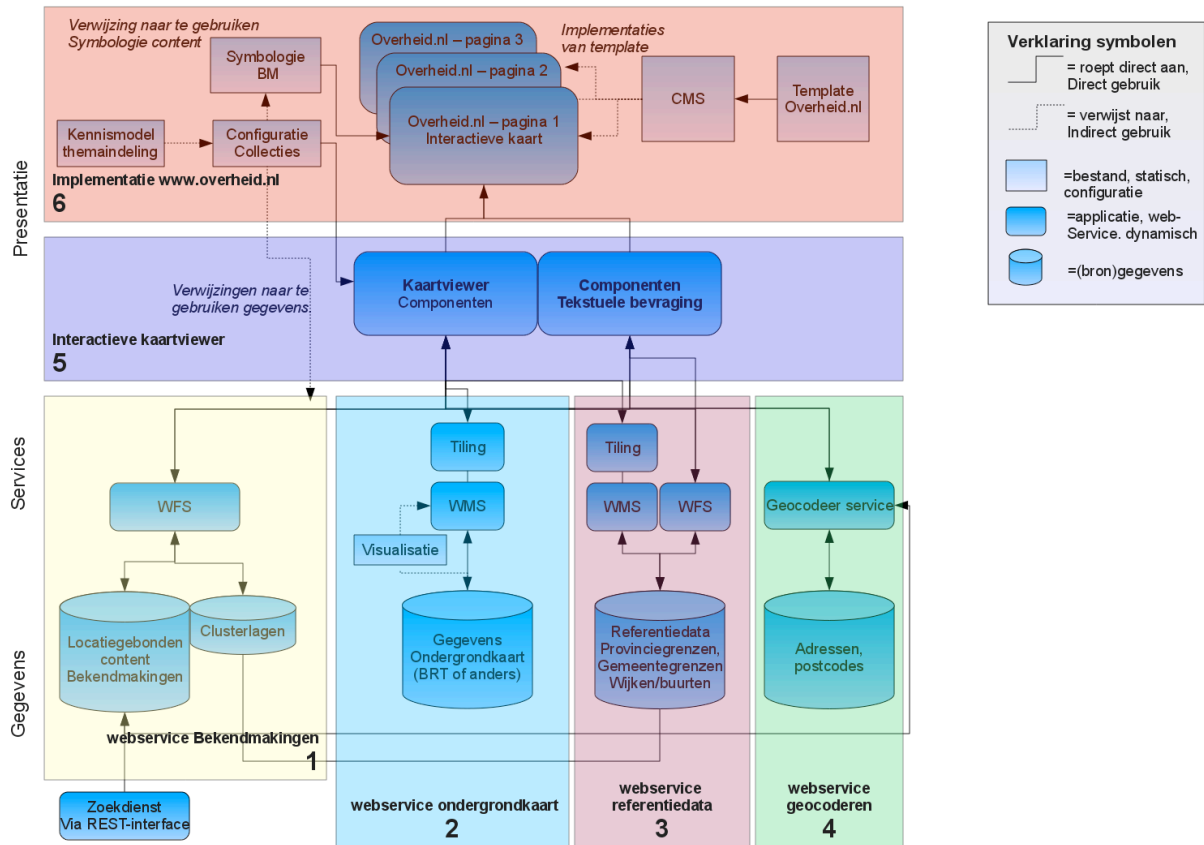 Verwijzing naar te gebruiken
Symbologie content
Symbologie
BM
Overheid.nl – pagina 3
Overheid.nl – pagina 2
Overheid.nl – pagina 1
Interactieve kaart
Implementaties
van template
CMS
Template
Overheid.nl
Kennismodel
themaindeling
Configuratie
Collecties
Implementatie www.overheid.nl
6
Presentatie
Verwijzingen naar te
gebruiken gegevens.
Kaartviewer
Componenten
Componenten
Tekstuele bevraging
Interactieve kaartviewer
5
Services
Gegevens
WFS
Locatiegebonden
content
Bekendmakingen
Clusterlagen
webservice Bekendmakingen
1
Zoekdienst
Via REST-interface
Tiling
WMS
Visualisatie
Gegevens
Ondergrondkaart
(BRT of anders)
webservice ondergrondkaart
2
Tiling
WMS
WFS
Referentiedata
Provinciegrenzen,
Gemeentegrenzen
Wijken/buurten
webservice
referentiedata
3
Geocodeer service
Adressen,
postcodes
webservice
geocoderen
4
Verklaring symbolen
= roept direct aan,
Direct gebruik
= verwijst naar,
Indirect gebruik
=bestand, statisch,
configuratie
=applicatie, web-
Service. dynamisch
=(bron)gegevens